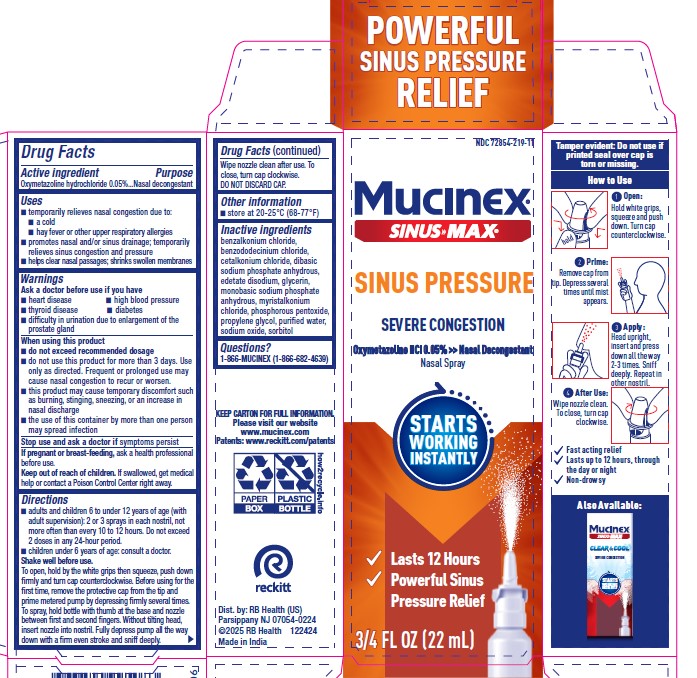 POWERFUL
SINUS PRESSURE
RELIEF
Drug Facts
Active ingredient Purpose
Oxymetazoline hydrochloride 0.05%...Nasal decongestant
Uses
■ temporarily relieves nasal congestion due to:
■ a cold
■ hay fever or other upper respiratory allergies
■ promotes nasal and/or sinus drainage; temporarily
relieves sinus congestion and pressure
■ helps clear nasal passages; shrinks swollen membranes
Warnings
Ask a doctor before use if you have
■ heart disease ■ high blood pressure
■ thyroid disease ■ diabetes
■ difficulty in urination due to enlargement of the
prostate gland
When using this product
■ do not exceed recommended dosage
■ do not use this product for more than 3 days. Use
only as directed. Frequent or prolonged use may
cause nasal congestion to recur or worsen.
■ this product may cause temporary discomfort such
as burning, stinging, sneezing, or an increase in
nasal discharge
■ the use of this container by more than one person
may spread infection
Stop use and ask a doctor if symptoms persist
If pregnant or breast-feeding, ask a health professional
before use.
Keep out of reach of children. If swallowed, get medical
help or contact a Poison Control Center right away.
Directions
■ adults and children 6 to under 12 years of age (with
adult supervision): 2 or 3 sprays in each nostril, not
more often than every 10 to 12 hours. Do not exceed
2 doses in any 24-hour period.
■ children under 6 years of age: consult a doctor.
Shake well before use.
To open, hold by the white grips then squeeze, push down
firmly and turn cap counterclockwise. Before using for the
first time, remove the protective cap from the tip and
prime metered pump by depressing firmly several times.
To spray, hold bottle with thumb at the base and nozzle
between first and second fingers. Without tilting head,
insert nozzle into nostril. Fully depress pump all the way
down with a firm even stroke and sniff deeply.
Drug Facts (continued)
Wipe nozzle clean after use. To
close, turn cap clockwise.
DO NOT DISCARD CAP.
Other information
■ store at 20-25°C (68-77°F)
Inactive ingredients
benzalkonium chloride,
benzododecinium chloride,
cetalkonium chloride, dibasic
sodium phosphate anhydrous,
edetate disodium, glycerin,
monobasic sodium phosphate
anhydrous, myristalkonium
chloride, phosphorous pentoxide,
propylene glycol, purified water,
sodium oxide, sorbitol
Questions?
1-866-MUCINEX (1-866-682-4639)
KEEP CARTON FOR FULL INFORMATION.
Please visit our website
www.mucinex.com
Patents: www.reckitt.com/patents
PAPER
BOX
PLASTIC
BOTTLE
how2recycle.info
reckitt
Dist. by: RB Health (US)
Parsippany NJ 07054-0224
©2025 RB Health 122424
Made in India
NDC 72854-219-11
Mucinex®
SINUS-MAX®
SINUS PRESSURE
SEVERE CONGESTION
Oxymetazoline HCl 0.05% >> Nasal Decongestant
Nasal Spray
STARTS
WORKING
INSTANTLY
✓ Lasts 12 Hours
✓ Powerful Sinus
Pressure Relief
3/4 FL OZ (22 mL)
Tamper evident: Do not use if
printed seal over cap is
torn or missing.
How to Use
1 Open:
Hold white grips,
squeeze and push
down. Turn cap
counterclockwise.
hold
2 Prime:
Remove cap from
tip. Depress several
times until mist
appears.
3 Apply:
Head upright,
insert and press
down all the way
2-3 times. Sniff
deeply. Repeat in
other nostril.
4 After Use:
Wipe nozzle clean.
To close, turn cap
clockwise.
✓ Fast acting relief
✓ Lasts up to 12 hours, through
the day or night
✓ Non-drowsy
Also Available:
Mucinex
SINUS-MAX
CLEAR & COOL
SEVERE CONGESTION
STARTS
WORKING
INSTANTLY